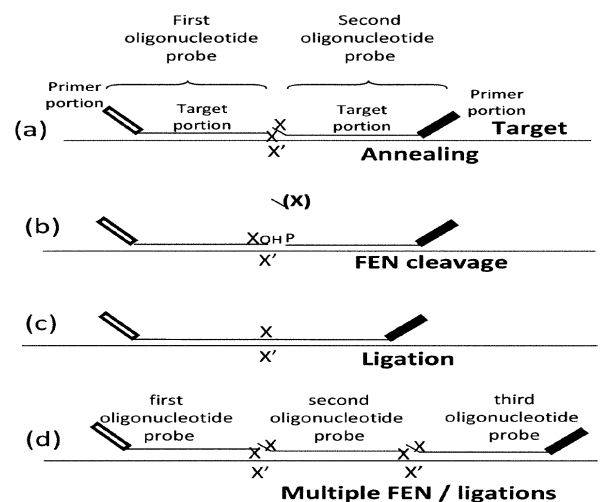 First
oligonucleotide
probe
Second
oligonucleotide
probe
Primer
portion
Target
portion
X
X
Target
portion
Primer
portion
Target
(a)
X'
Annealing
(X)
(b)
X OH P
X'
FEN cleavage
(c)
X
X'
Ligation
first
oligonucleotide
probe
second
oligonucleotide
probe
third
oligonucleotide
probe
(d)
X
X
X
X
X'
X'
Multiple FEN / ligations